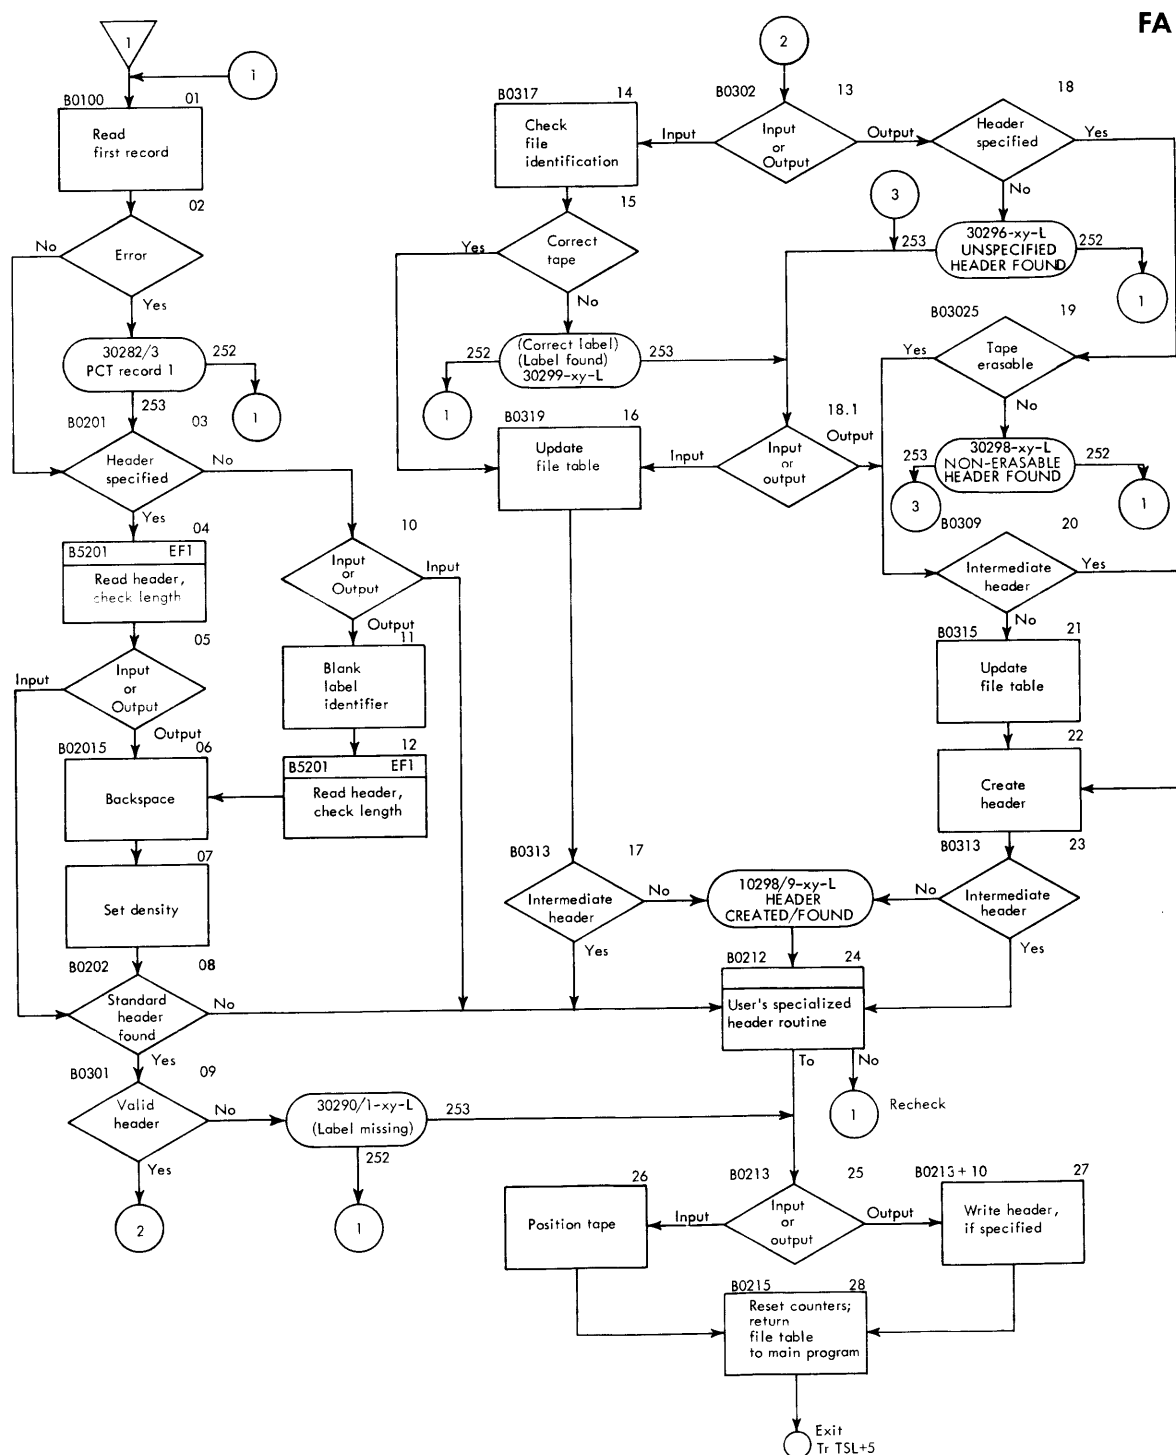 FA
1
1
B0100
01
Read
first record
02
Error
No
Yes
30282/3
PCT record 1
252
1
253
B0201
03
Header
specified
No
Yes
04
B5201 EF1
Read header,
check length
05
Input
or
Output
Input
Output
B02015
06
Backspace
07
Set density
B0202
08
Standard
header
found
No
Yes
B0301
09
Valid
header
No
Yes
2
30290/1-xy-L
(Label missing)
253
252
1
10
Input
or
Output
Input
Output
11
Blank
label
identifier
12
B5201 EF1
Read header,
check length
2
B0302
13
Input
or
Output
Input
Output
B0317
14
Check
file
identification
15
Correct
tape
Yes
No
(Correct label)
(Label found)
30299-xy-L
252
253
1
B0319
16
Update
file table
18
Header
specified
Yes
No
3
30296-xy-L
UNSPECIFIED
HEADER FOUND
253
252
1
B03025
19
Tape
erasable
Yes
No
30298-xy-L
NON-ERASABLE
HEADER FOUND
253
252
3
1
18.1
Input
or
output
Input
Output
B0309
20
Intermediate
header
Yes
No
B0315
21
Update
file table
22
Create
header
B0313
23
Intermediate
header
No
Yes
B0313
17
Intermediate
header
No
Yes
10298/9-xy-L
HEADER
CREATED/FOUND
B0212
24
User's specialized
header routine
To
No
1
Recheck
B0213
25
Input
or
output
Input
Output
26
Position tape
B0213 + 10
27
Write header,
if specified
B0215
28
Reset counters;
return
file table
to main program
Exit
Tr TSL+5